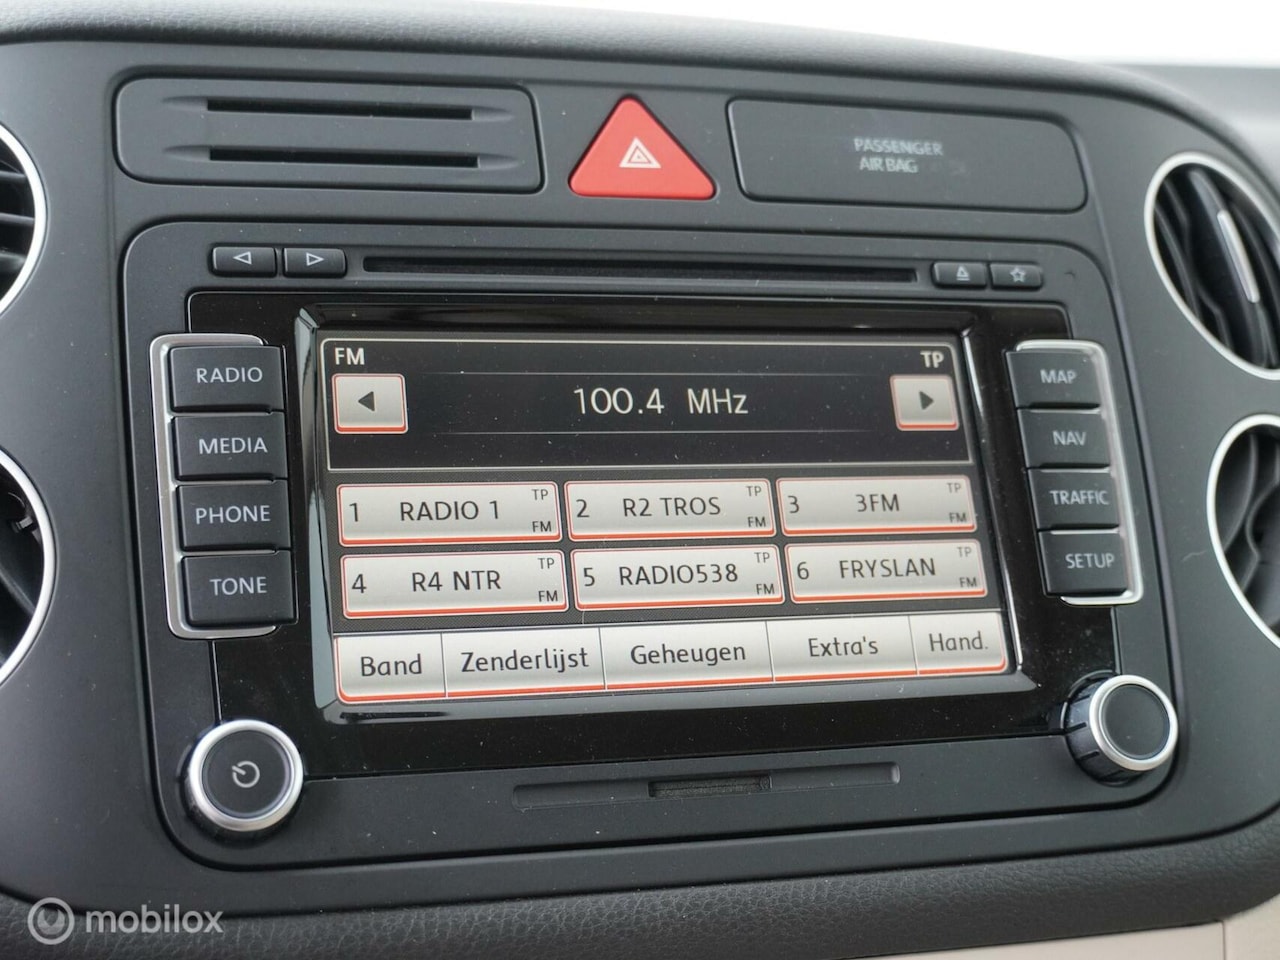 PASSENGER
AIR BAG
RADIO
MEDIA
PHONE
TONE
FM
TP
100.4 MHz
1 RADIO 1 TP FM
2 R2 TROS TP FM
3 3FM TP FM
4 R4 NTR TP FM
5 RADIO538 TP FM
6 FRYSLAN TP FM
Band Zenderlijst Geheugen Extra's Hand.
MAP
NAV
TRAFFIC
SETUP
mobilox